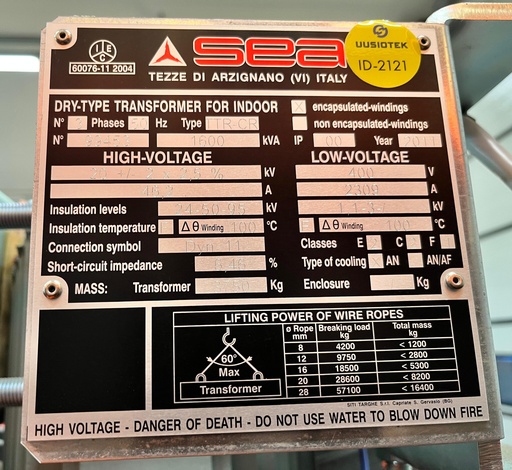 IEC
60076-11 2004
sea
TEZZE DI ARZIGNANO (VI) ITALY
UUSIOTEK
ID-2121
DRY-TYPE TRANSFORMER FOR INDOOR
X encapsulated-windings
non encapsulated-windings
N° 3 Phases 50 Hz Type TTR-CR
N° 1600 kVA IP 00 Year
HIGH-VOLTAGE
LOW-VOLTAGE
kV 400 V
A 2309 A
Insulation levels kV kV
Insulation temperature Δθ Winding 100 °C Δθ Winding 100 °C
Connection symbol Dyn 11
Classes E C F
Short-circuit impedance %
Type of cooling AN AN/AF
MASS: Transformer Kg Enclosure Kg
LIFTING POWER OF WIRE ROPES
60°
Max
Transformer
ø Rope mm Breaking load kg Total mass kg
8 4200 < 1200
12 9750 < 2800
16 18500 < 5300
20 28600 < 8200
28 57100 < 16400
SITI TARGHE S.r.l. Capriate S. Gervasio (BG)
HIGH VOLTAGE - DANGER OF DEATH - DO NOT USE WATER TO BLOW DOWN FIRE